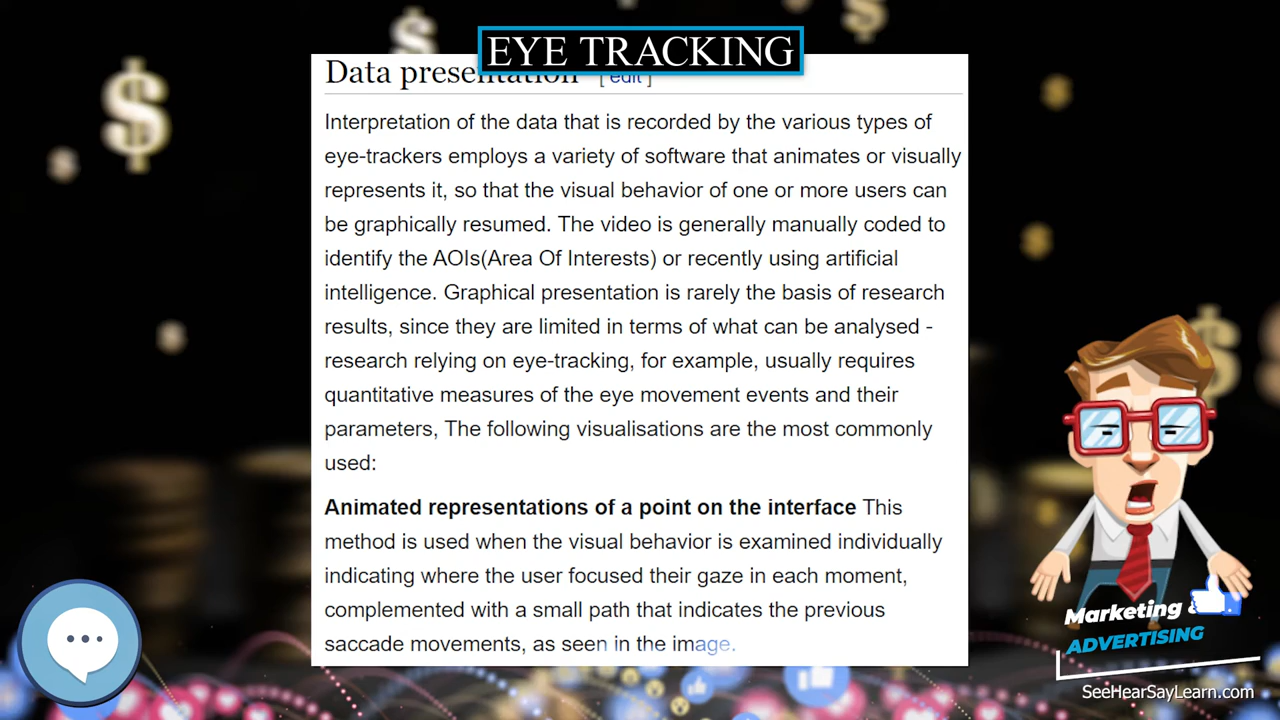 EYE TRACKING
Data presentation [ edit ]
Interpretation of the data that is recorded by the various types of
eye-trackers employs a variety of software that animates or visually
represents it, so that the visual behavior of one or more users can
be graphically resumed. The video is generally manually coded to
identify the AOIs(Area Of Interests) or recently using artificial
intelligence. Graphical presentation is rarely the basis of research
results, since they are limited in terms of what can be analysed -
research relying on eye-tracking, for example, usually requires
quantitative measures of the eye movement events and their
parameters, The following visualisations are the most commonly
used:
Animated representations of a point on the interface This
method is used when the visual behavior is examined individually
indicating where the user focused their gaze in each moment,
complemented with a small path that indicates the previous
saccade movements, as seen in the image.
Marketing &
ADVERTISING
SeeHearSayLearn.com